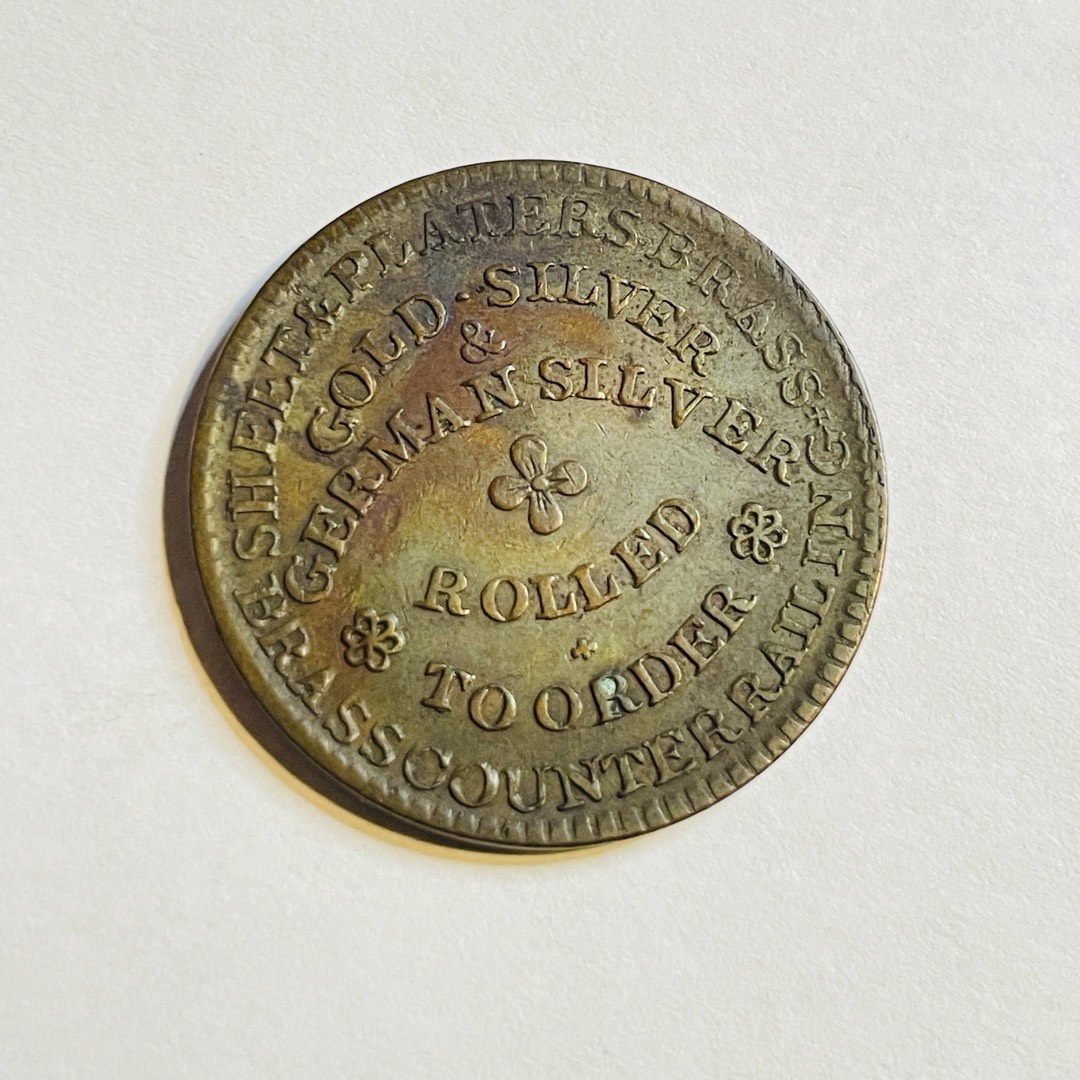 SHEET & PLATERS BRASS & C
GOLD · SILVER
&
GERMAN SILVER
ROLLED
TO ORDER
BRASS COUNTER RAILING